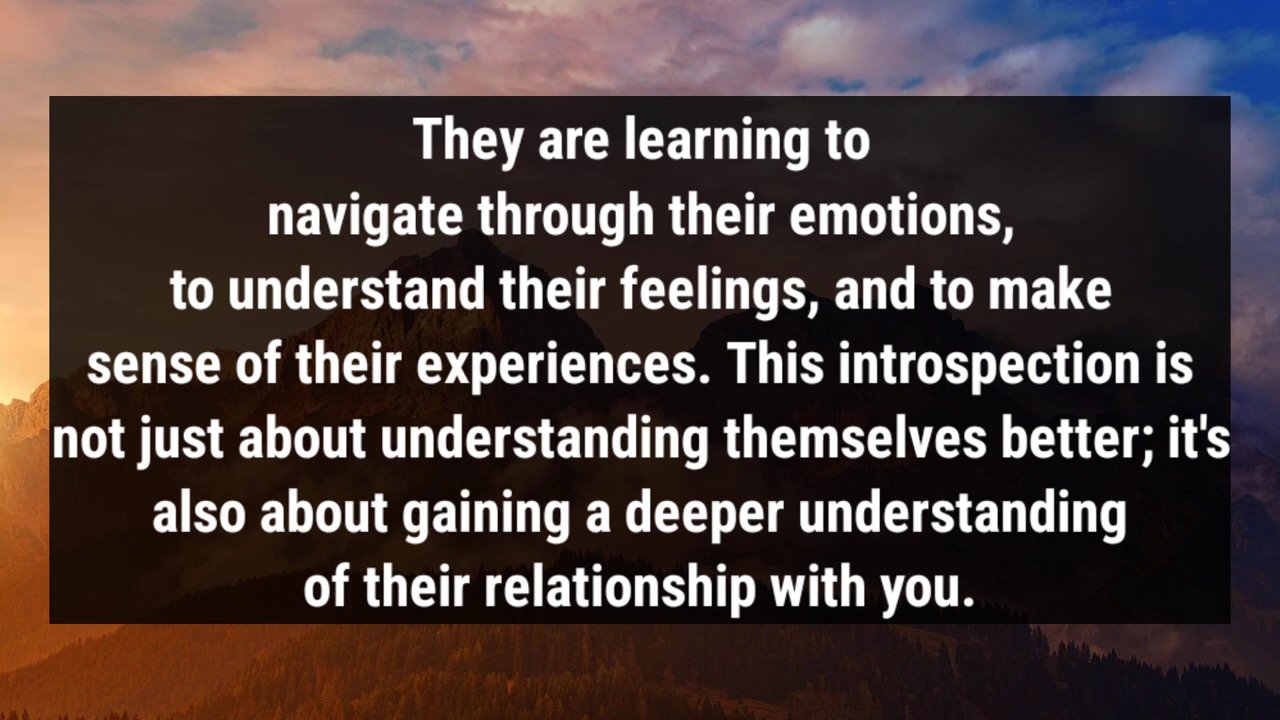 They are learning to
navigate through their emotions,
to understand their feelings, and to make
sense of their experiences. This introspection is
not just about understanding themselves better; it's
also about gaining a deeper understanding
of their relationship with you.